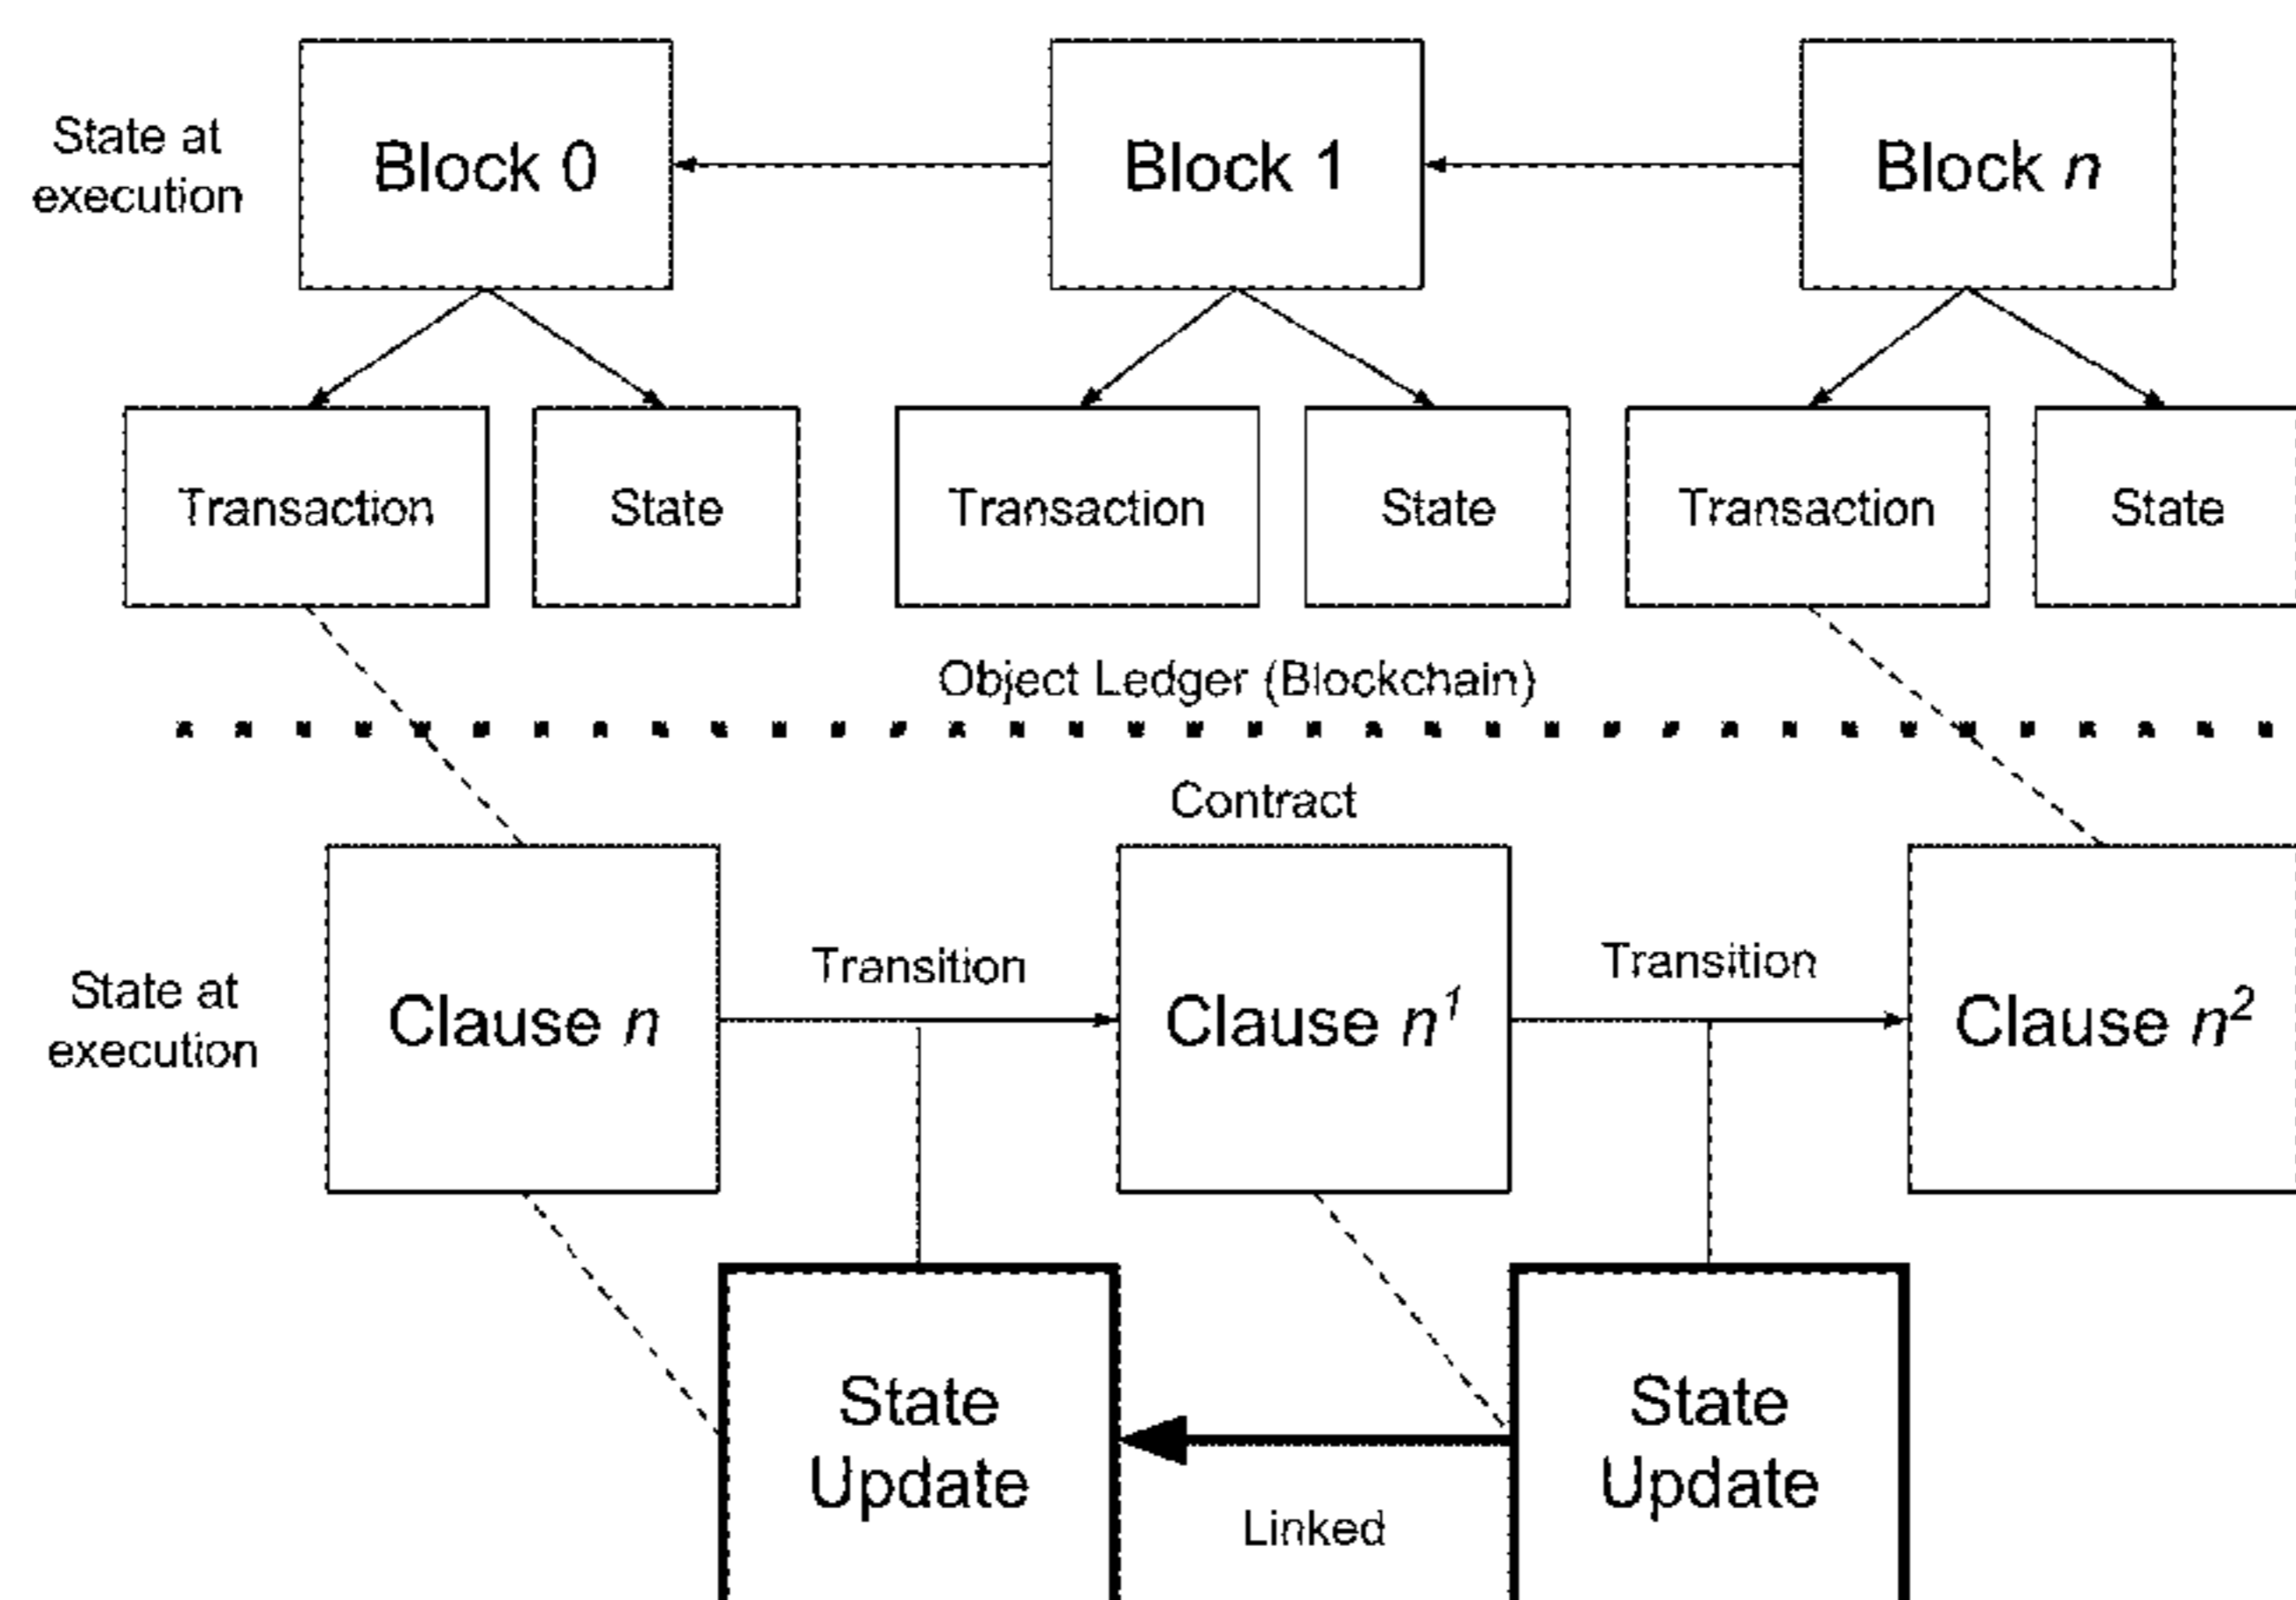 State at
execution
Block 0
Block 1
Block n
Transaction
State
Transaction
State
Transaction
State
Object Ledger (Blockchain)
Contract
State at
execution
Clause n
Transition
Clause n¹
Transition
Clause n²
State
Update
Linked
State
Update